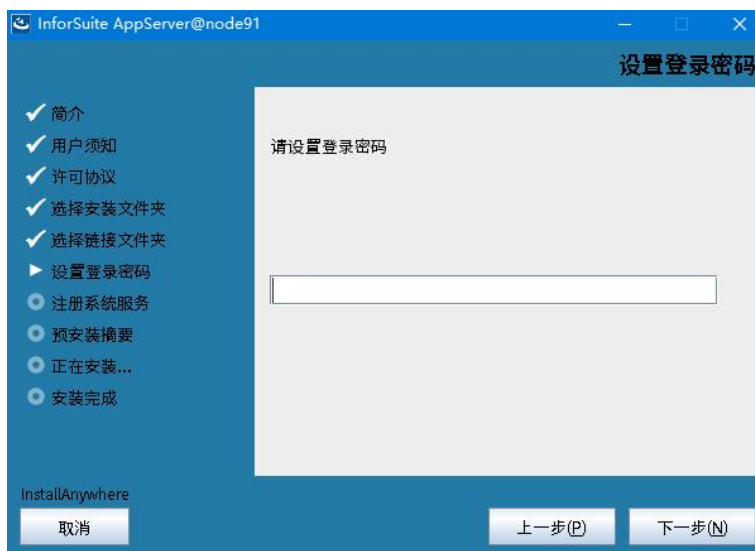 InforSuite AppServer@node91
设置登录密码
简介
用户须知
许可协议
选择安装文件夹
选择链接文件夹
设置登录密码
注册系统服务
预安装摘要
正在安装...
安装完成
请设置登录密码
InstallAnywhere
取消
上一步(P)
下一步(N)